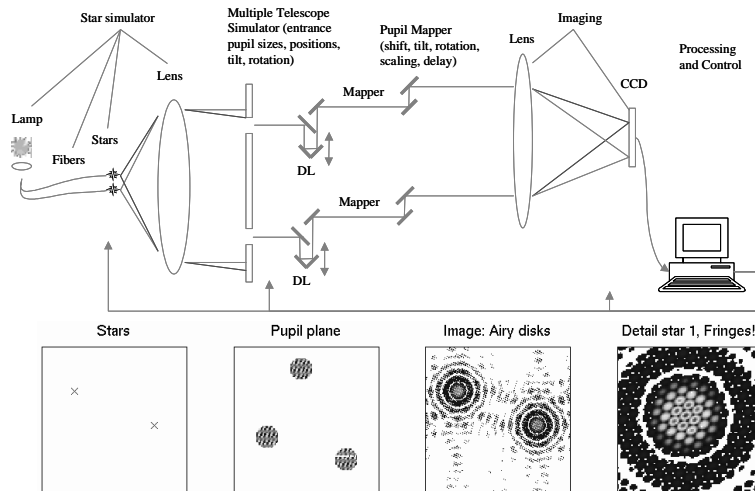 Star simulator
Multiple Telescope
Simulator (entrance
pupil sizes, positions,
tilt, rotation)
Pupil Mapper
(shift, tilt, rotation,
scaling, delay)
Imaging
Lens
Lens
Processing
and Control
CCD
Mapper
Lamp
Stars
Fibers
DL
Mapper
DL
Stars
Pupil plane
Image: Airy disks
Detail star 1, Fringes!